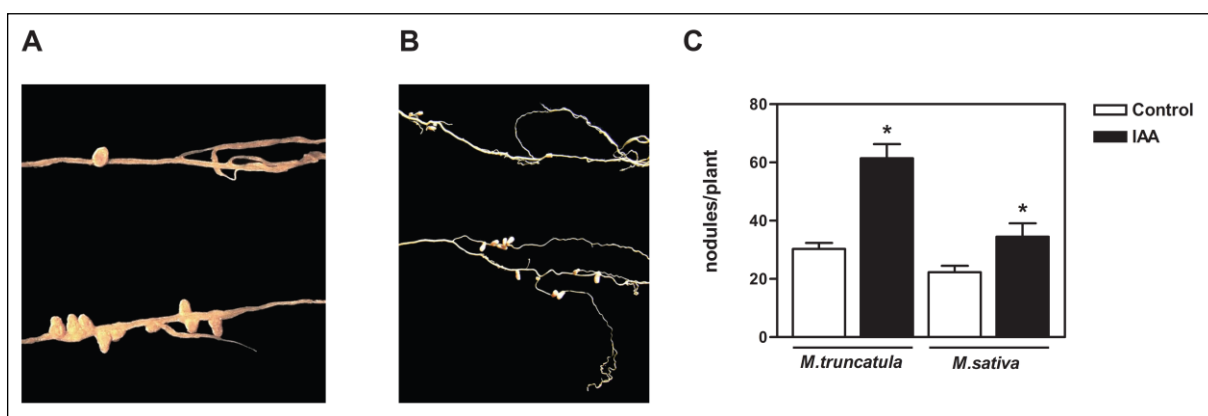 A
B
C
80
60
40
20
0
nodules/plant
*
*
Control
IAA
M.truncatula
M.sativa